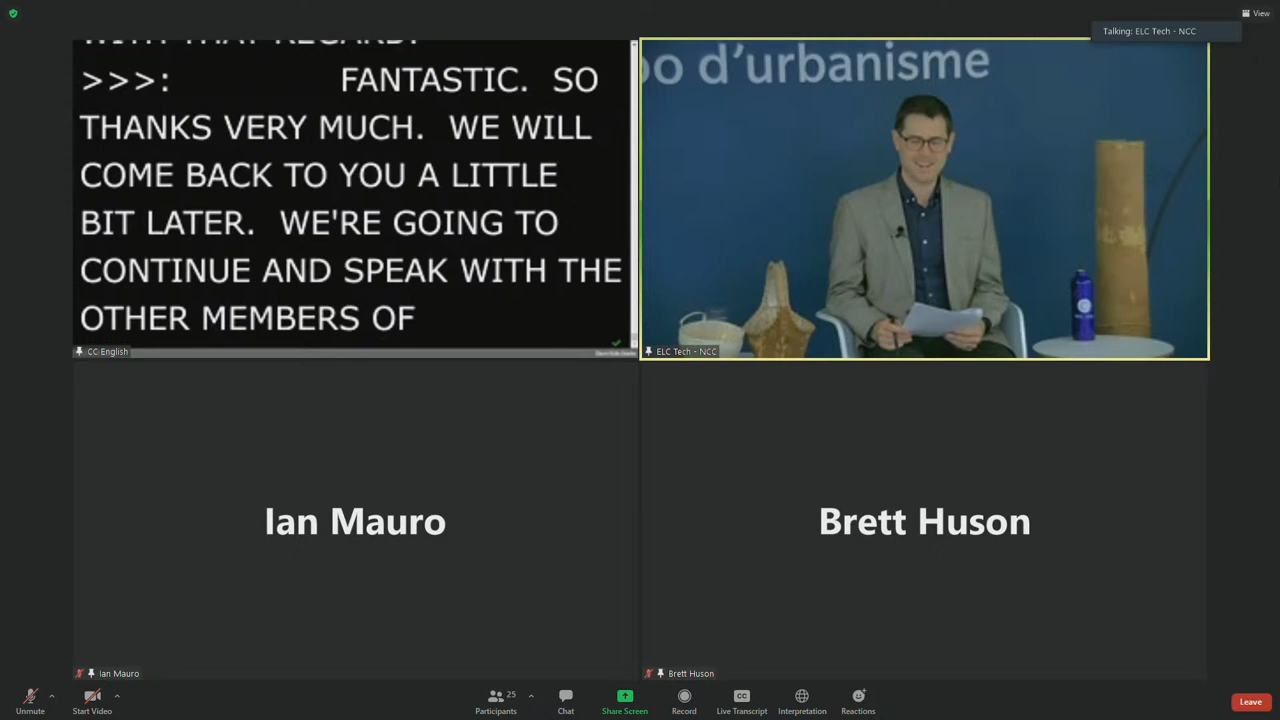 View
Talking: ELC Tech - NCC
WITH THAT REGARD.
>>>: FANTASTIC. SO
THANKS VERY MUCH. WE WILL
COME BACK TO YOU A LITTLE
BIT LATER. WE'RE GOING TO
CONTINUE AND SPEAK WITH THE
OTHER MEMBERS OF
CC English
d'urbanisme
ELC Tech - NCC
Ian Mauro
Brett Huson
Ian Mauro
Brett Huson
Unmute
Start Video
Participants
25
Chat
Share Screen
Record
CC
Live Transcript
Interpretation
Reactions
Leave